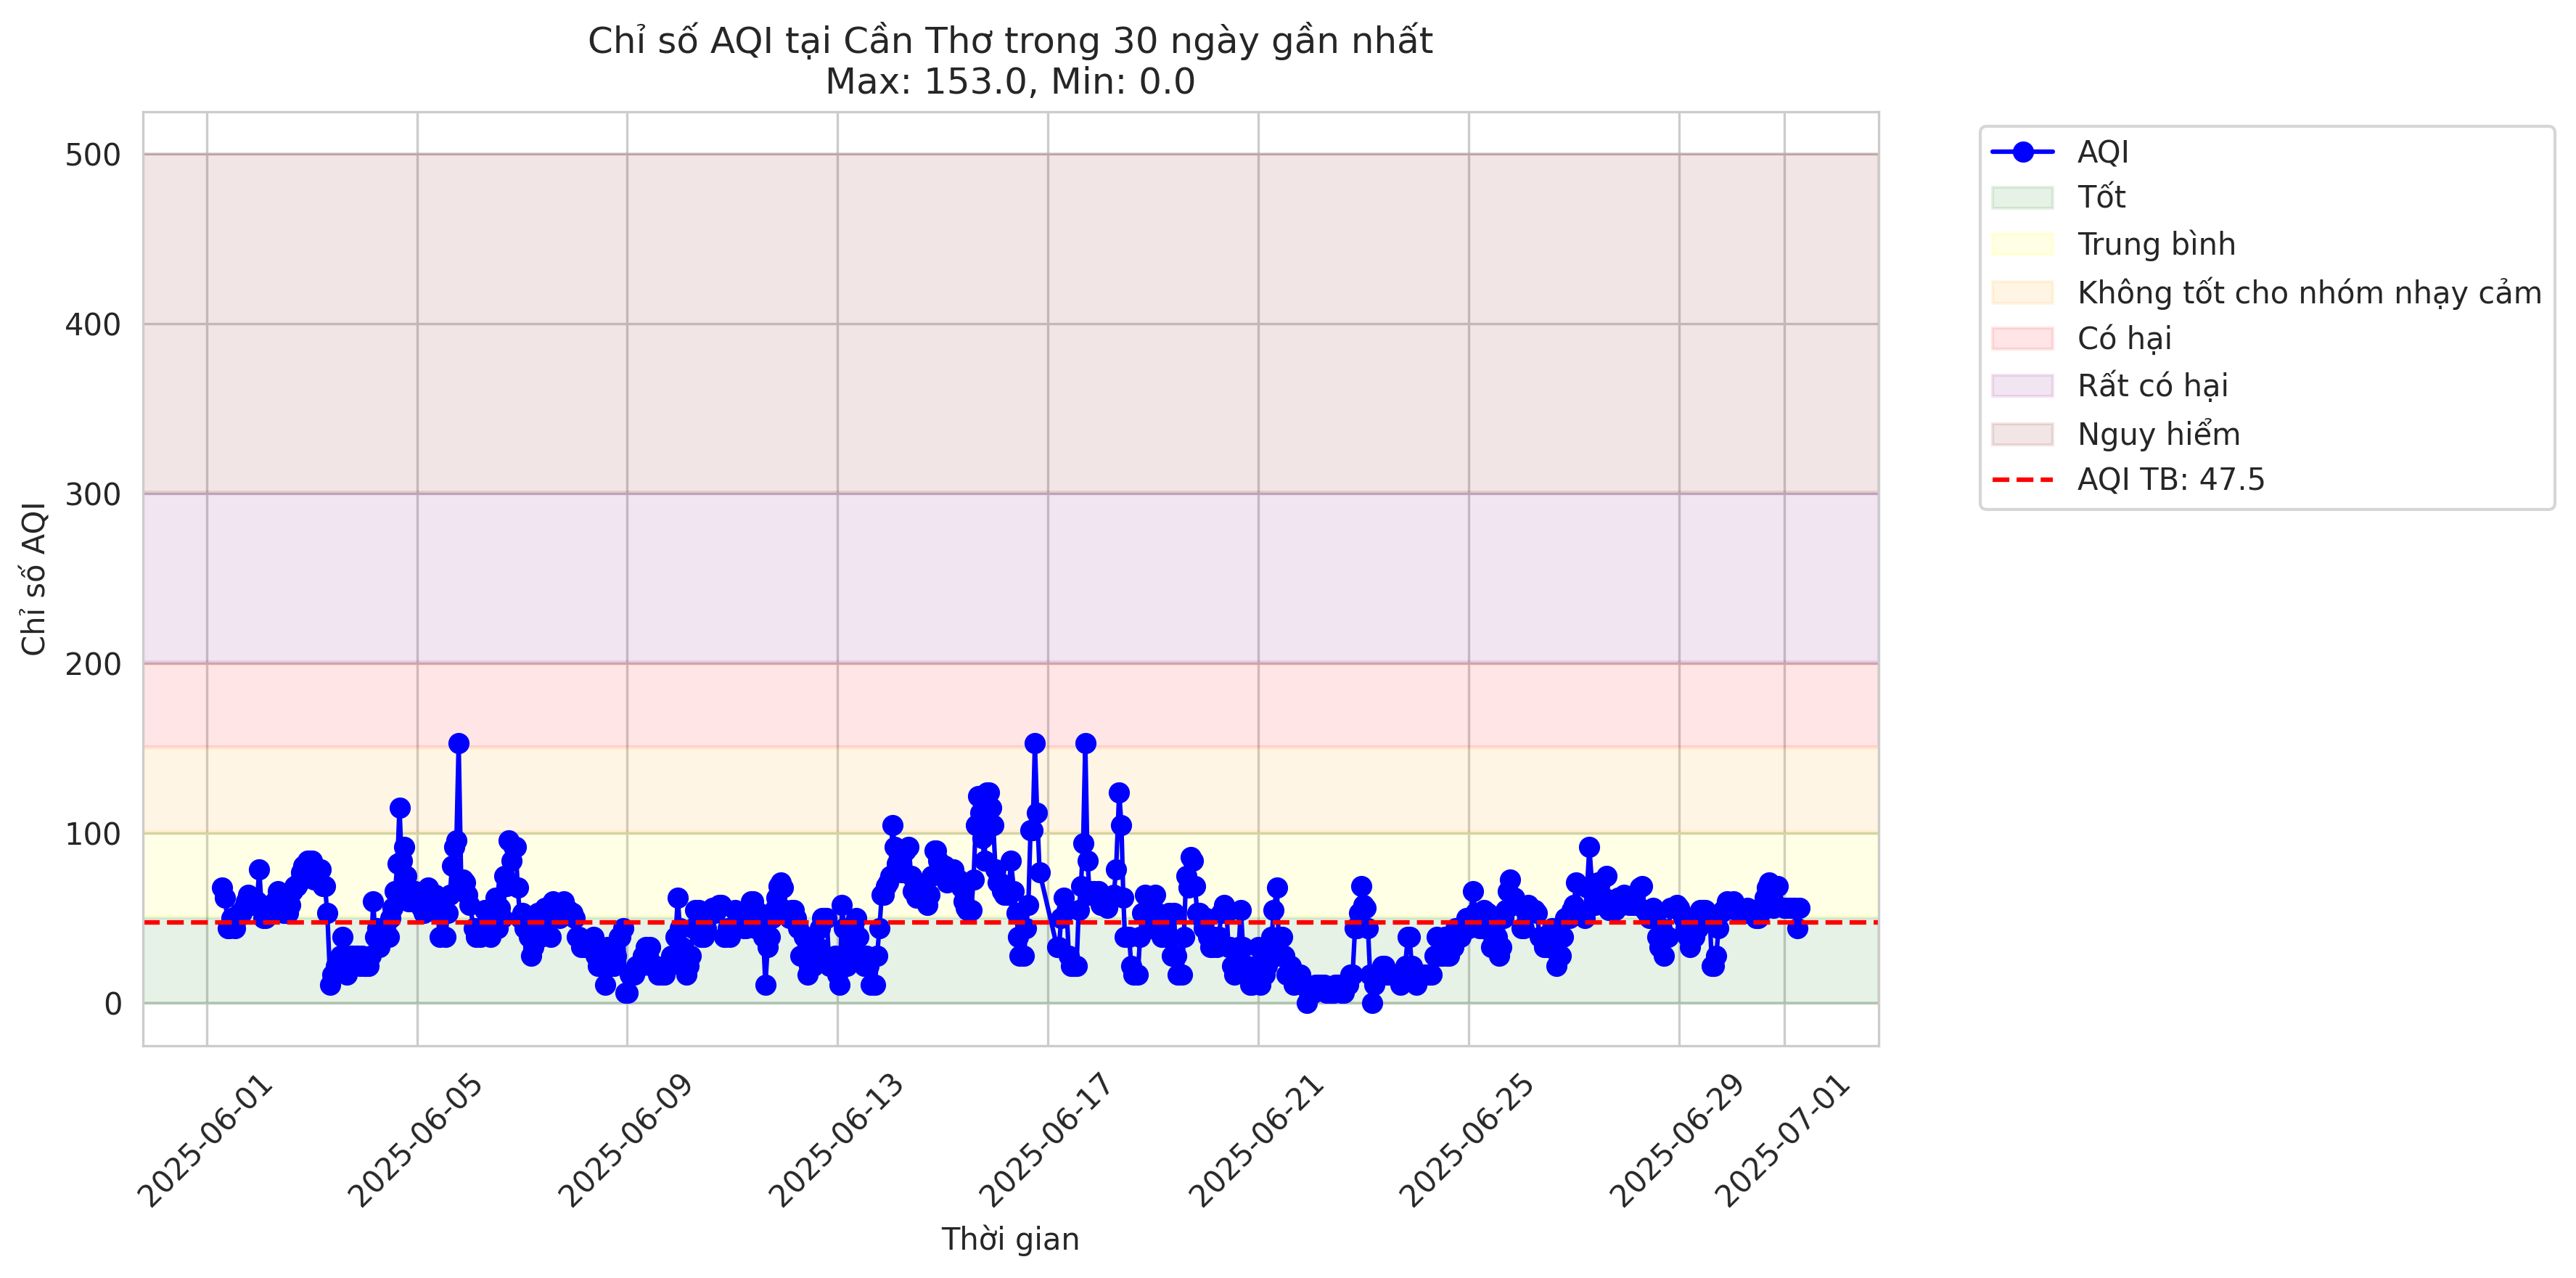 Chỉ số AQI tại Cần Thơ trong 30 ngày gần nhất
Max: 153.0, Min: 0.0
Chỉ số AQI
500
400
300
200
100
0
2025-06-01
2025-06-05
2025-06-09
2025-06-13
2025-06-17
2025-06-21
2025-06-25
2025-06-29
2025-07-01
Thời gian
AQI
Tốt
Trung bình
Không tốt cho nhóm nhạy cảm
Có hại
Rất có hại
Nguy hiểm
AQI TB: 47.5